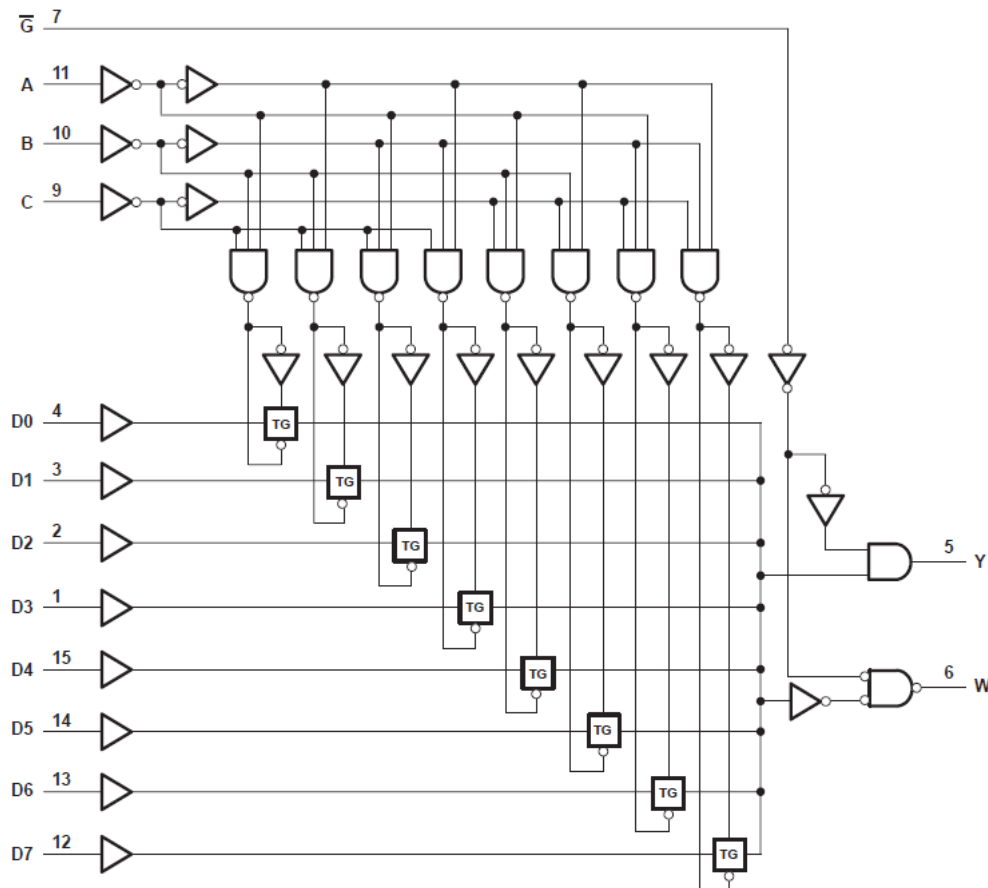 G̅ 7
A 11
B 10
C 9
D0 4
TG
D1 3
TG
D2 2
TG
5 Y
D3 1
TG
D4 15
TG
6 W
D5 14
TG
D6 13
TG
D7 12
TG